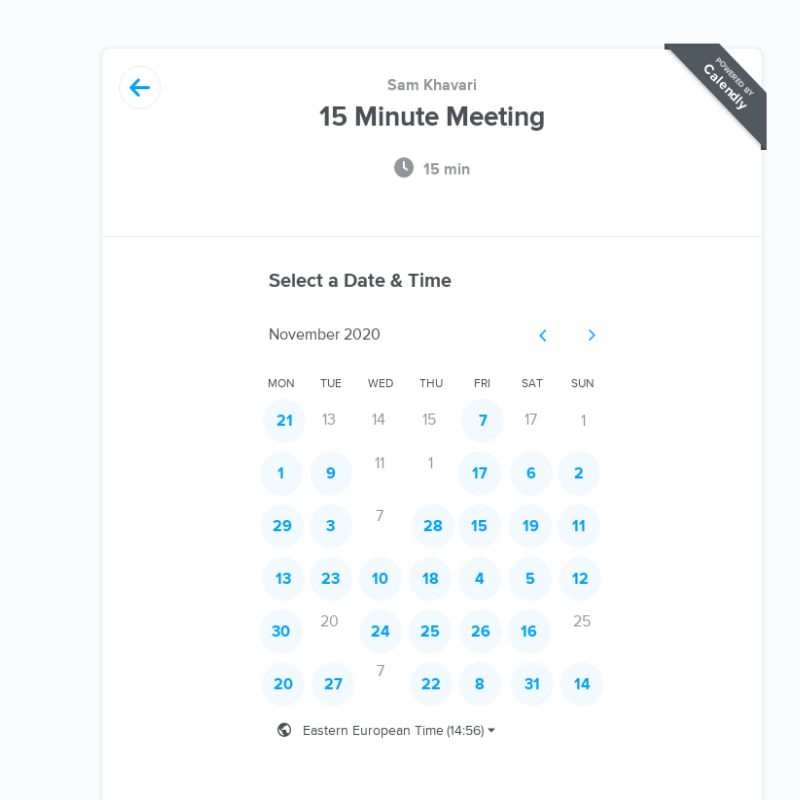 POWERED BY
Calendly
Sam Khavari
15 Minute Meeting
15 min
Select a Date & Time
November 2020
MON TUE WED THU FRI SAT SUN
21 13 14 15 7 17 1
1 9 11 1 17 6 2
29 3 7 28 15 19 11
13 23 10 18 4 5 12
30 20 24 25 26 16 25
20 27 7 22 8 31 14
Eastern European Time (14:56)